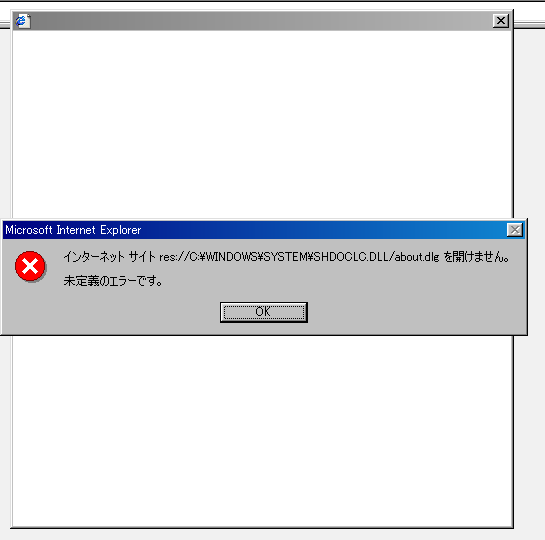 Microsoft Internet Explorer
インターネット サイト res://C:¥WINDOWS¥SYSTEM¥SHDOCLC.DLL/about.dlg を開けません。
未定義のエラーです。
OK